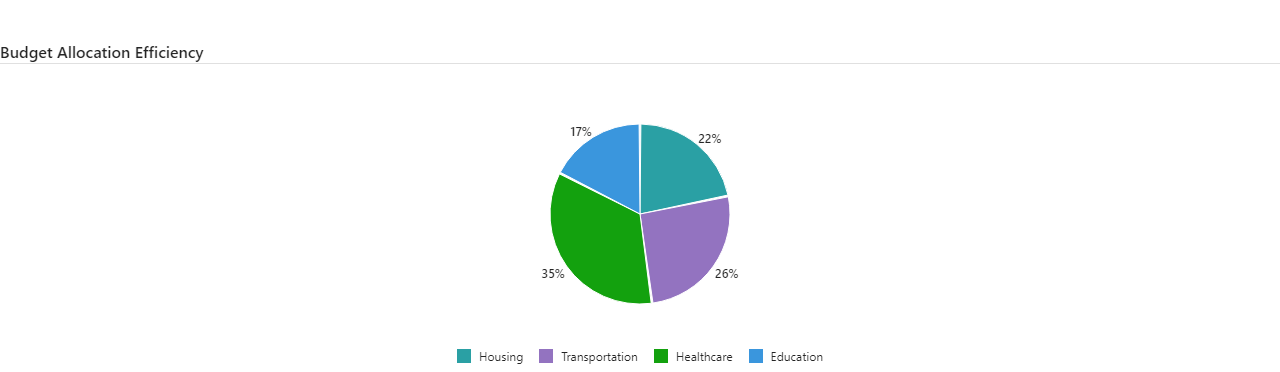 Budget Allocation Efficiency
17%
22%
35%
26%
Housing Transportation Healthcare Education